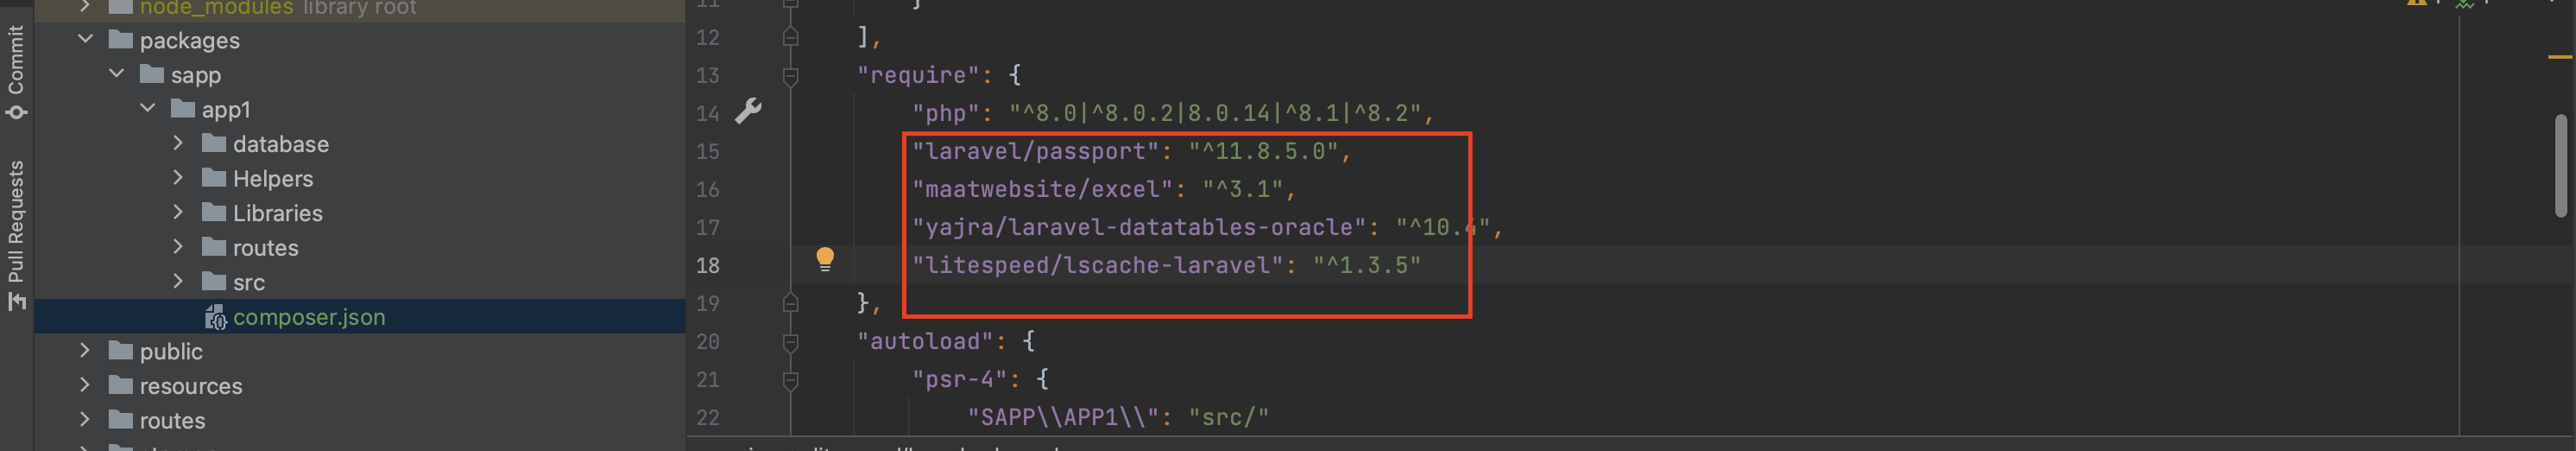 Commit
Pull Requests
node_modules library root
packages
sapp
app1
database
Helpers
Libraries
routes
src
composer.json
public
resources
routes
11 }
12 ],
13 "require": {
14 "php": "^8.0|^8.0.2|8.0.14|^8.1|^8.2",
15 "laravel/passport": "^11.8.5.0",
16 "maatwebsite/excel": "^3.1",
17 "yajra/laravel-datatables-oracle": "^10.4",
18 "litespeed/lscache-laravel": "^1.3.5"
19 },
20 "autoload": {
21 "psr-4": {
22 "SAPP\\APP1\\": "src/"